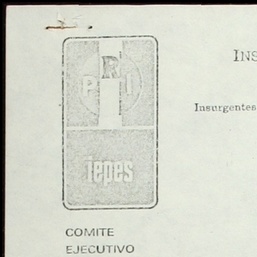 INS
PRI
Insurgentes
iepes
COMITE
EJECUTIVO